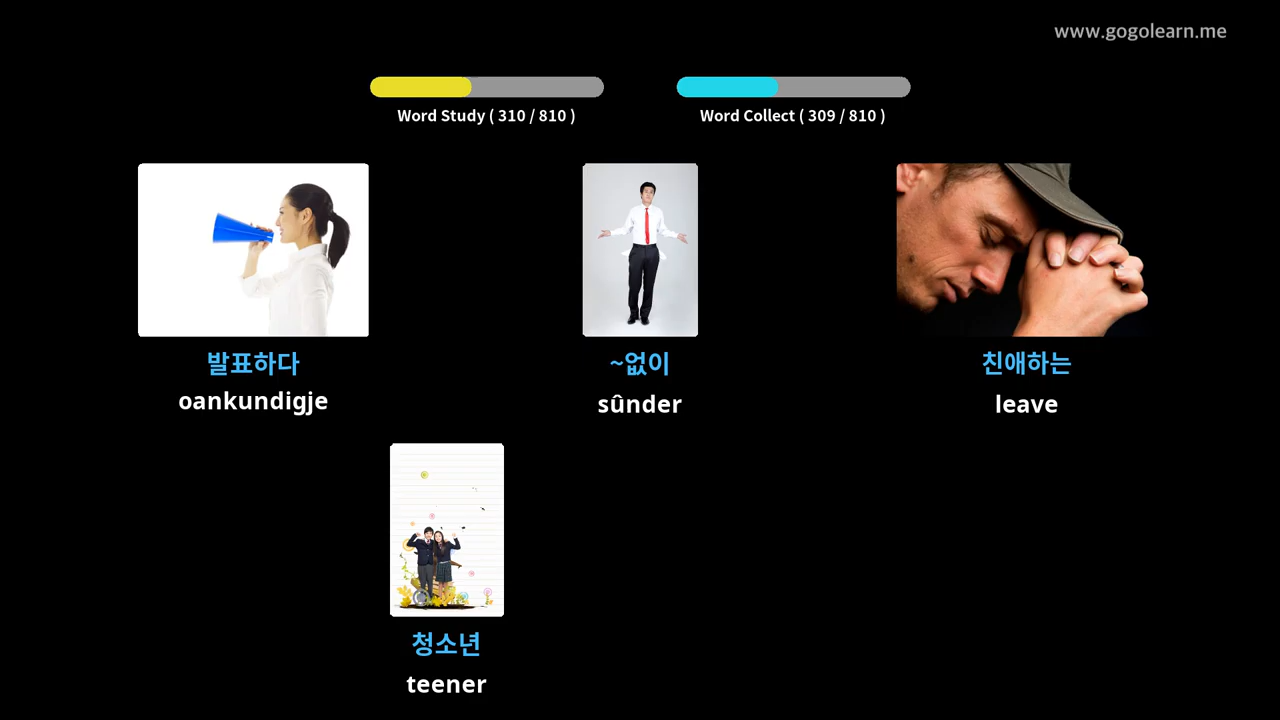 www.gogolearn.me
Word Study ( 310 / 810 )
Word Collect ( 309 / 810 )
발표하다
oankundigje
~없이
sûnder
친애하는
leave
청소년
teener